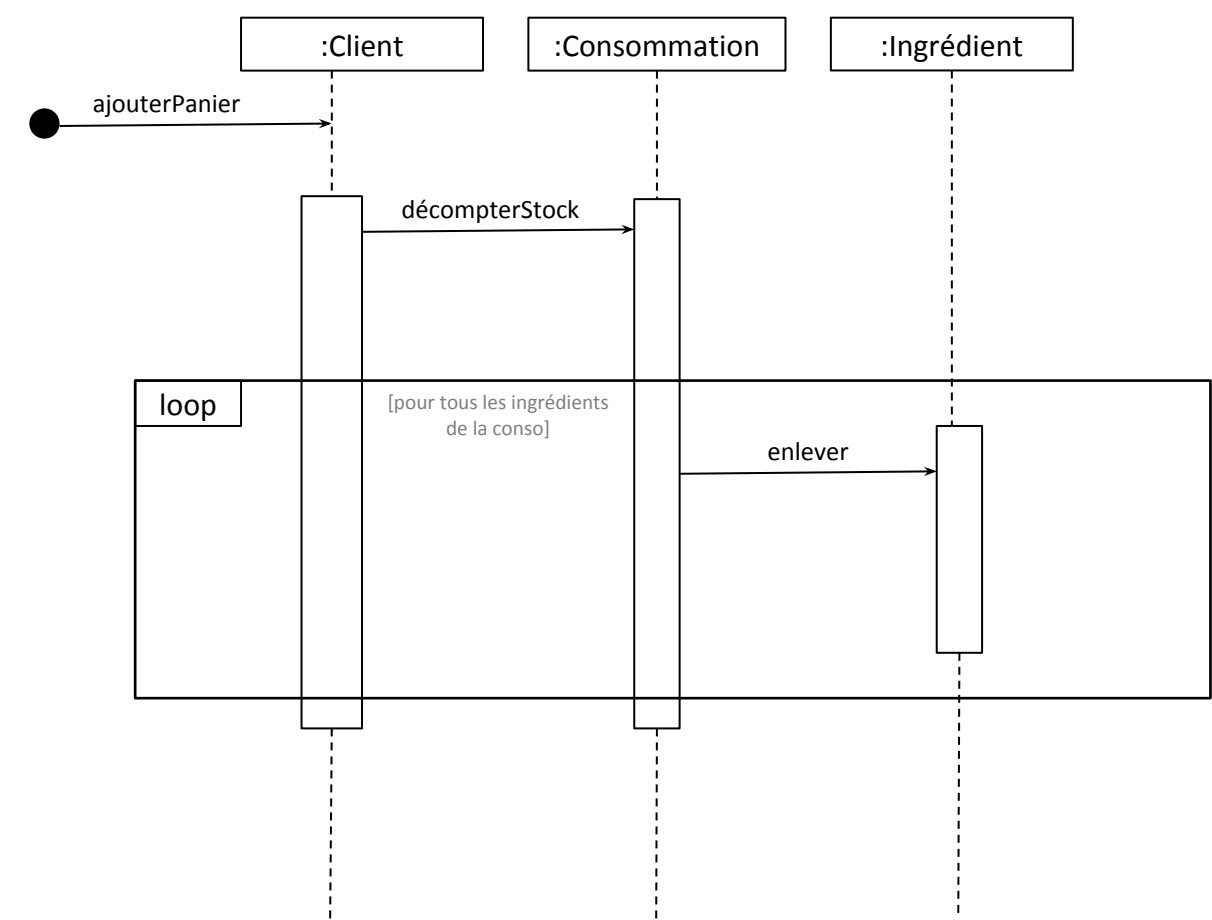 :Client
:Consommation
:Ingrédient
ajouterPanier
décompterStock
loop
[pour tous les ingrédients
de la conso]
enlever